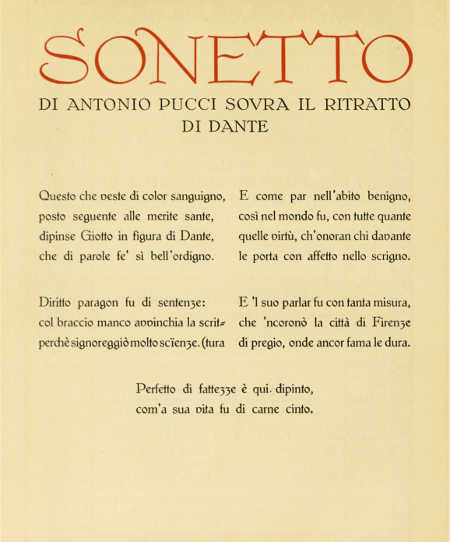 SONETTO
DI ANTONIO PUCCI SOVRA IL RITRATTO
DI DANTE
Questo che veste di color sanguigno,
posto seguente alle merite sante,
dipinse Giotto in figura di Dante,
che di parole fe' sì bell'ordigno.
E come par nell'abito benigno,
così nel mondo fu, con tutte quante
quelle virtù, ch'onoran chi davante
le porta con affetto nello scrigno.
Diritto paragon fu di sentenze:
col braccio manco avvinchia la scrit=
perchè signoreggiò molto scïenze. (tura
E 'l suo parlar fu con tanta misura,
che 'ncoronò la città di Firenze
di pregio, onde ancor fama le dura.
Perfetto di fattezze è qui dipinto,
com'a sua vita fu di carne cinto.